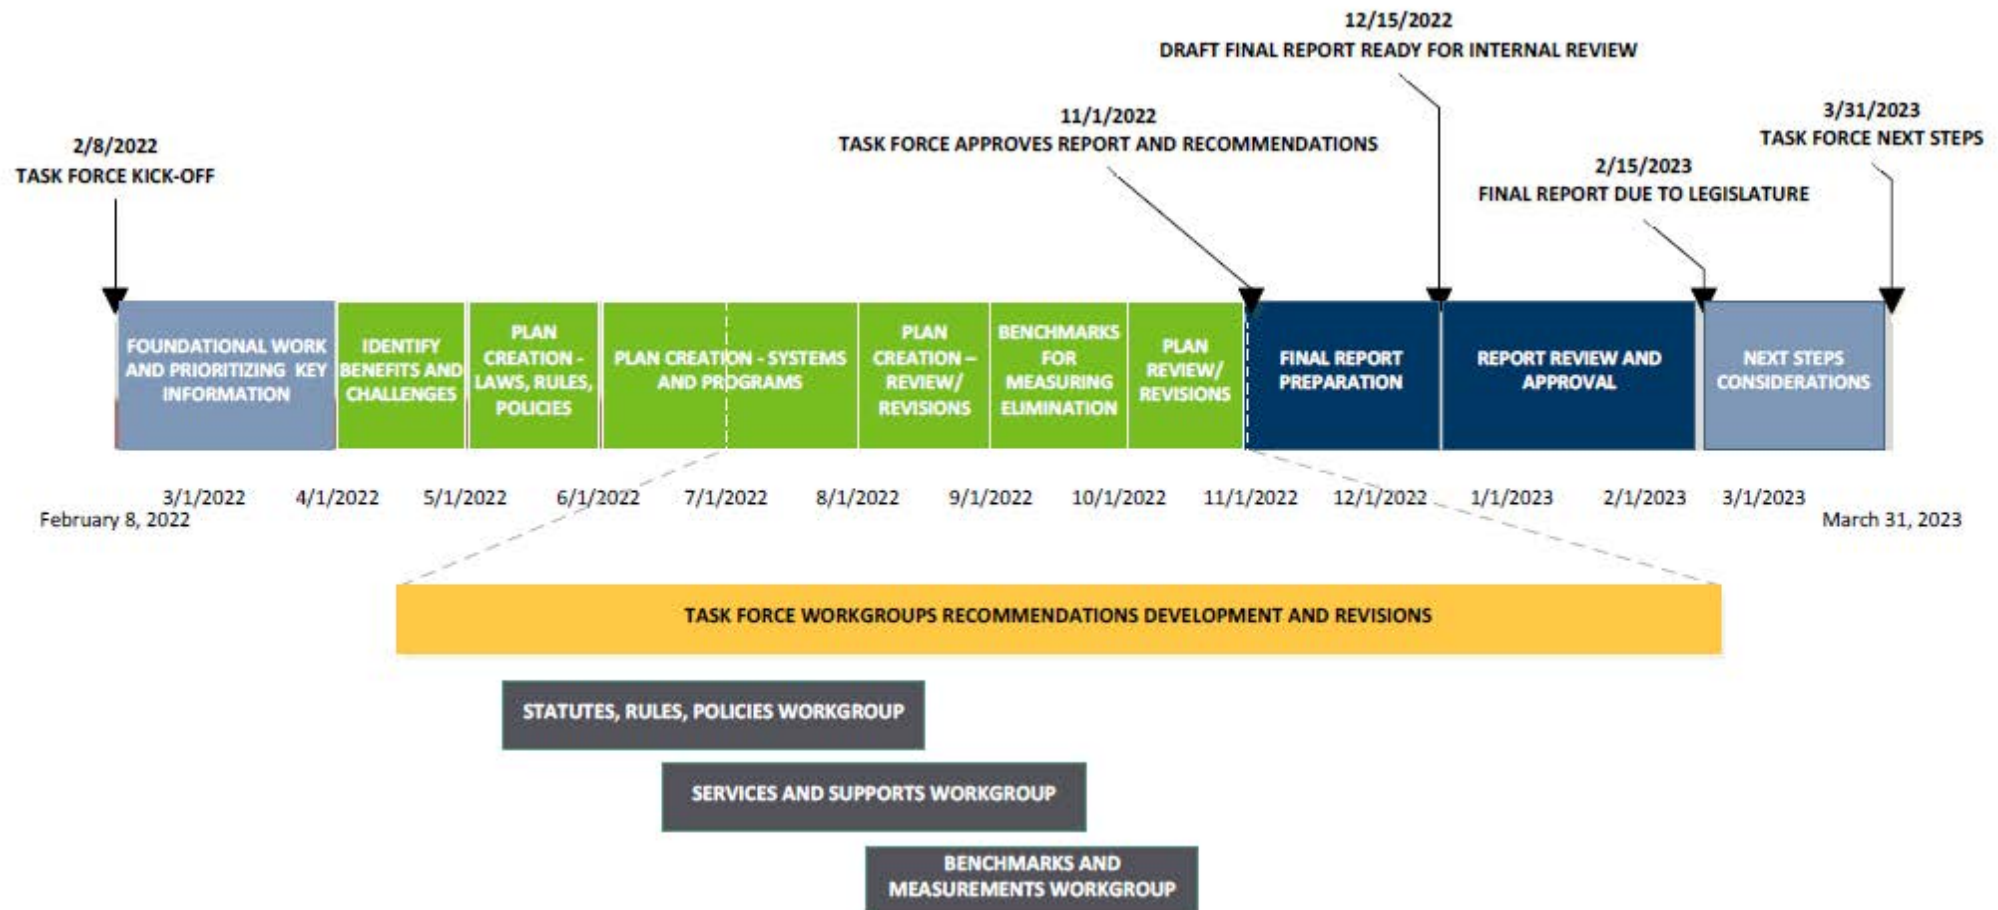 12/15/2022
DRAFT FINAL REPORT READY FOR INTERNAL REVIEW
11/1/2022
TASK FORCE APPROVES REPORT AND RECOMMENDATIONS
3/31/2023
TASK FORCE NEXT STEPS
2/8/2022
TASK FORCE KICK-OFF
2/15/2023
FINAL REPORT DUE TO LEGISLATURE
FOUNDATIONAL WORK
AND PRIORITIZING KEY
INFORMATION
IDENTIFY
BENEFITS AND
CHALLENGES
PLAN
CREATION -
LAWS, RULES,
POLICIES
PLAN CREATION - SYSTEMS
AND PROGRAMS
PLAN
CREATION –
REVIEW/
REVISIONS
BENCHMARKS
FOR
MEASURING
ELIMINATION
PLAN
REVIEW/
REVISIONS
FINAL REPORT
PREPARATION
REPORT REVIEW AND
APPROVAL
NEXT STEPS
CONSIDERATIONS
3/1/2022
4/1/2022
5/1/2022
6/1/2022
7/1/2022
8/1/2022
9/1/2022
10/1/2022
11/1/2022
12/1/2022
1/1/2023
2/1/2023
3/1/2023
February 8, 2022
March 31, 2023
TASK FORCE WORKGROUPS RECOMMENDATIONS DEVELOPMENT AND REVISIONS
STATUTES, RULES, POLICIES WORKGROUP
SERVICES AND SUPPORTS WORKGROUP
BENCHMARKS AND
MEASUREMENTS WORKGROUP